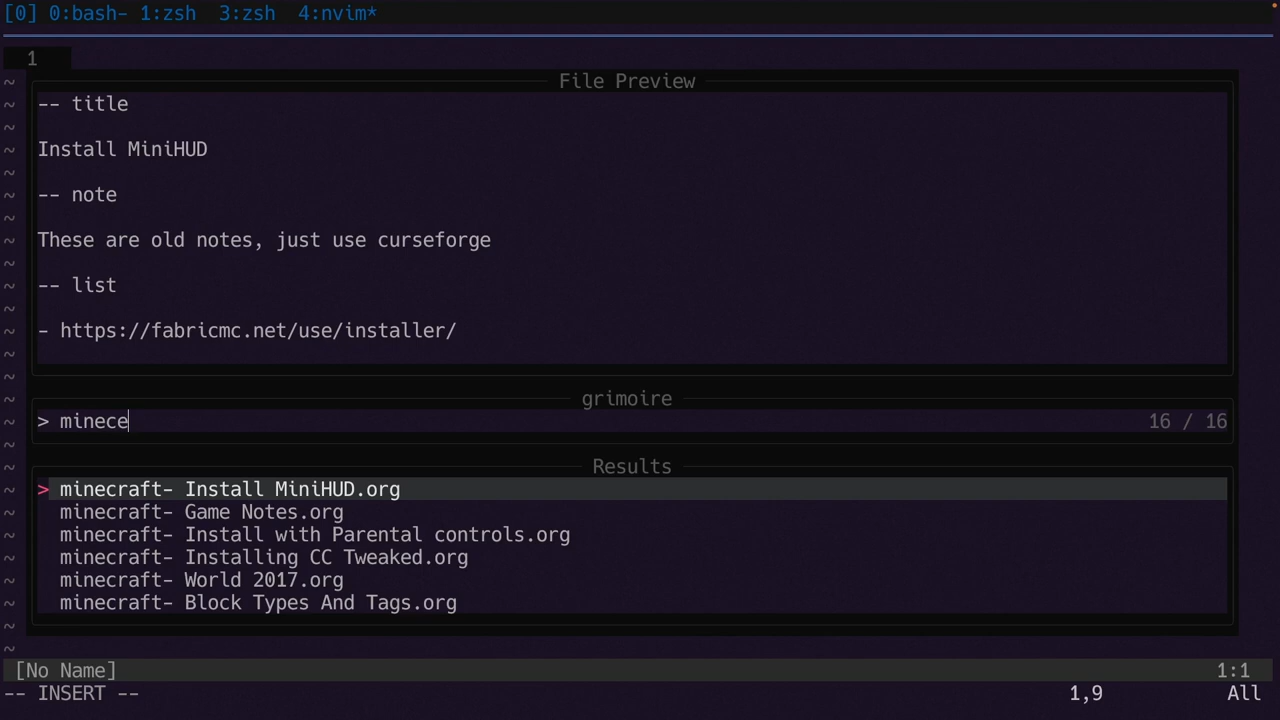 [0] 0:bash- 1:zsh 3:zsh 4:nvim*
1
File Preview
~
~ -- title
~
~ Install MiniHUD
~
~ -- note
~
~ These are old notes, just use curseforge
~
~ -- list
~
~ - https://fabricmc.net/use/installer/
~
~
~ grimoire
~ > minece 16 / 16
~
~ Results
~ > minecraft- Install MiniHUD.org
~ minecraft- Game Notes.org
~ minecraft- Install with Parental controls.org
~ minecraft- Installing CC Tweaked.org
~ minecraft- World 2017.org
~ minecraft- Block Types And Tags.org
~
~
[No Name] 1:1
-- INSERT -- 1,9 All